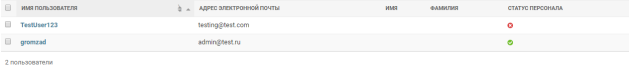 ИМЯ ПОЛЬЗОВАТЕЛЯ АДРЕС ЭЛЕКТРОННОЙ ПОЧТЫ ИМЯ ФАМИЛИЯ СТАТУС ПЕРСОНАЛА
TestUser123 testing@test.com
gromzad admin@test.ru
2 пользователи